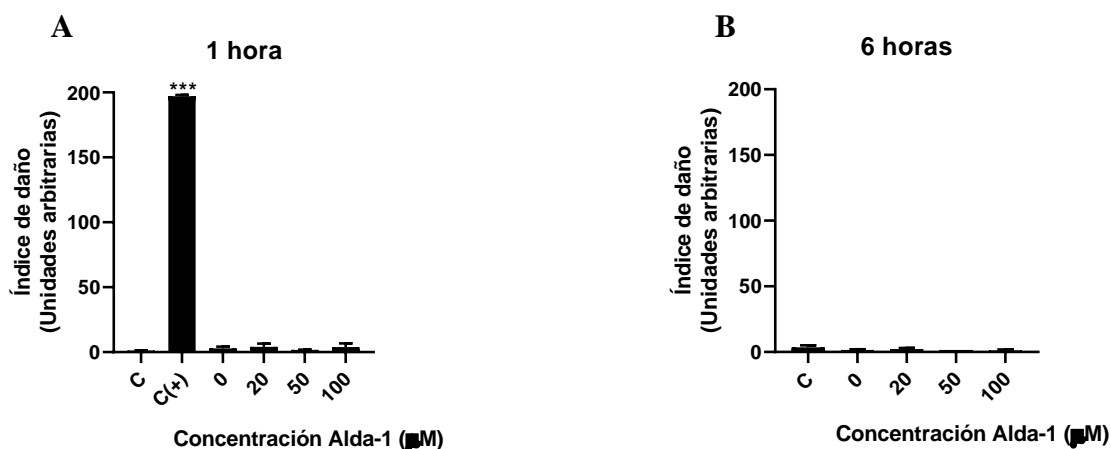 A
1 hora
Índice de daño
(Unidades arbitrarias)
200
150
100
50
0
***
C
C(+)
0
20
50
100
Concentración Alda-1 (μM)
B
6 horas
Índice de daño
(Unidades arbitrarias)
200
150
100
50
0
C
0
20
50
100
Concentración Alda-1 (μM)